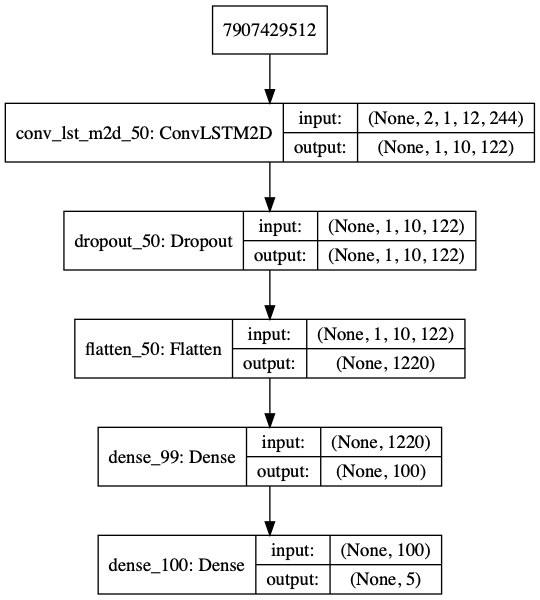 7907429512
conv_lst_m2d_50: ConvLSTM2D
input: (None, 2, 1, 12, 244)
output: (None, 1, 10, 122)
dropout_50: Dropout
input: (None, 1, 10, 122)
output: (None, 1, 10, 122)
flatten_50: Flatten
input: (None, 1, 10, 122)
output: (None, 1220)
dense_99: Dense
input: (None, 1220)
output: (None, 100)
dense_100: Dense
input: (None, 100)
output: (None, 5)